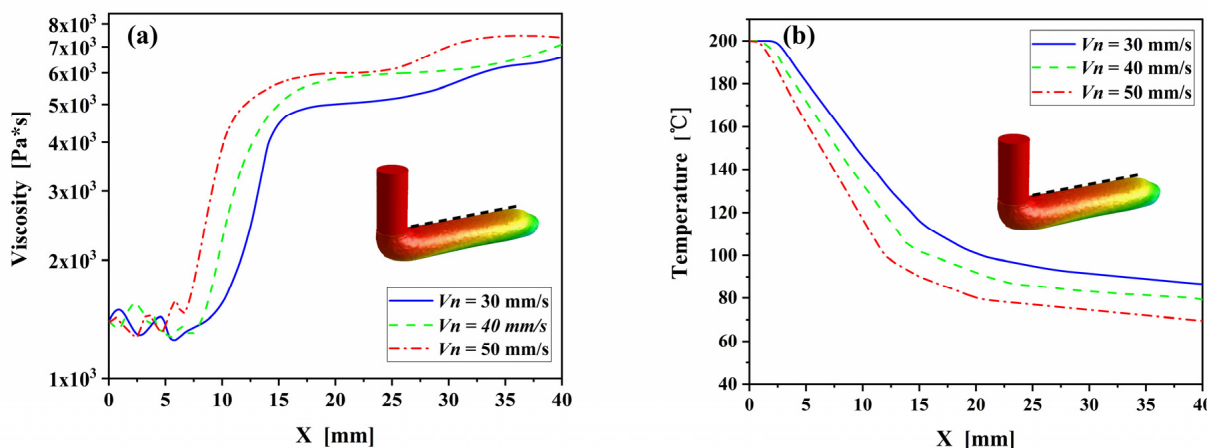 (a)
Viscosity [Pa*s]
8x10³
7x10³
6x10³
5x10³
4x10³
3x10³
2x10³
1x10³
0 5 10 15 20 25 30 35 40
X [mm]
Vn = 30 mm/s
Vn = 40 mm/s
Vn = 50 mm/s
(b)
Temperature [℃]
200
180
160
140
120
100
80
60
40
0 5 10 15 20 25 30 35 40
X [mm]
Vn = 30 mm/s
Vn = 40 mm/s
Vn = 50 mm/s